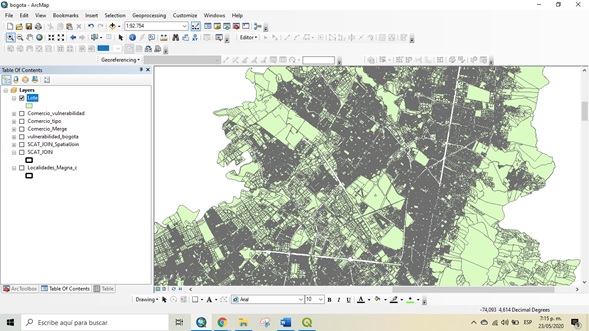 bogota - ArcMap
File Edit View Bookmarks Insert Selection Geoprocessing Customize Windows Help
1:92.754
Editor
Georeferencing
Table Of Contents
Layers
Lote
Comercio_vulnerabilidad
Comercio_tipo
Comercio_Merge
vulnerabilidad_bogota
SCAT_JOIN_SpatialJoin
SCAT_JOIN
Localidades_Magna_c
ArcToolbox Table Of Contents Table
Drawing Arial 10 B I U A
-74,093 4,614 Decimal Degrees
Escribe aquí para buscar
ESP
7:15 p. m.
23/05/2020